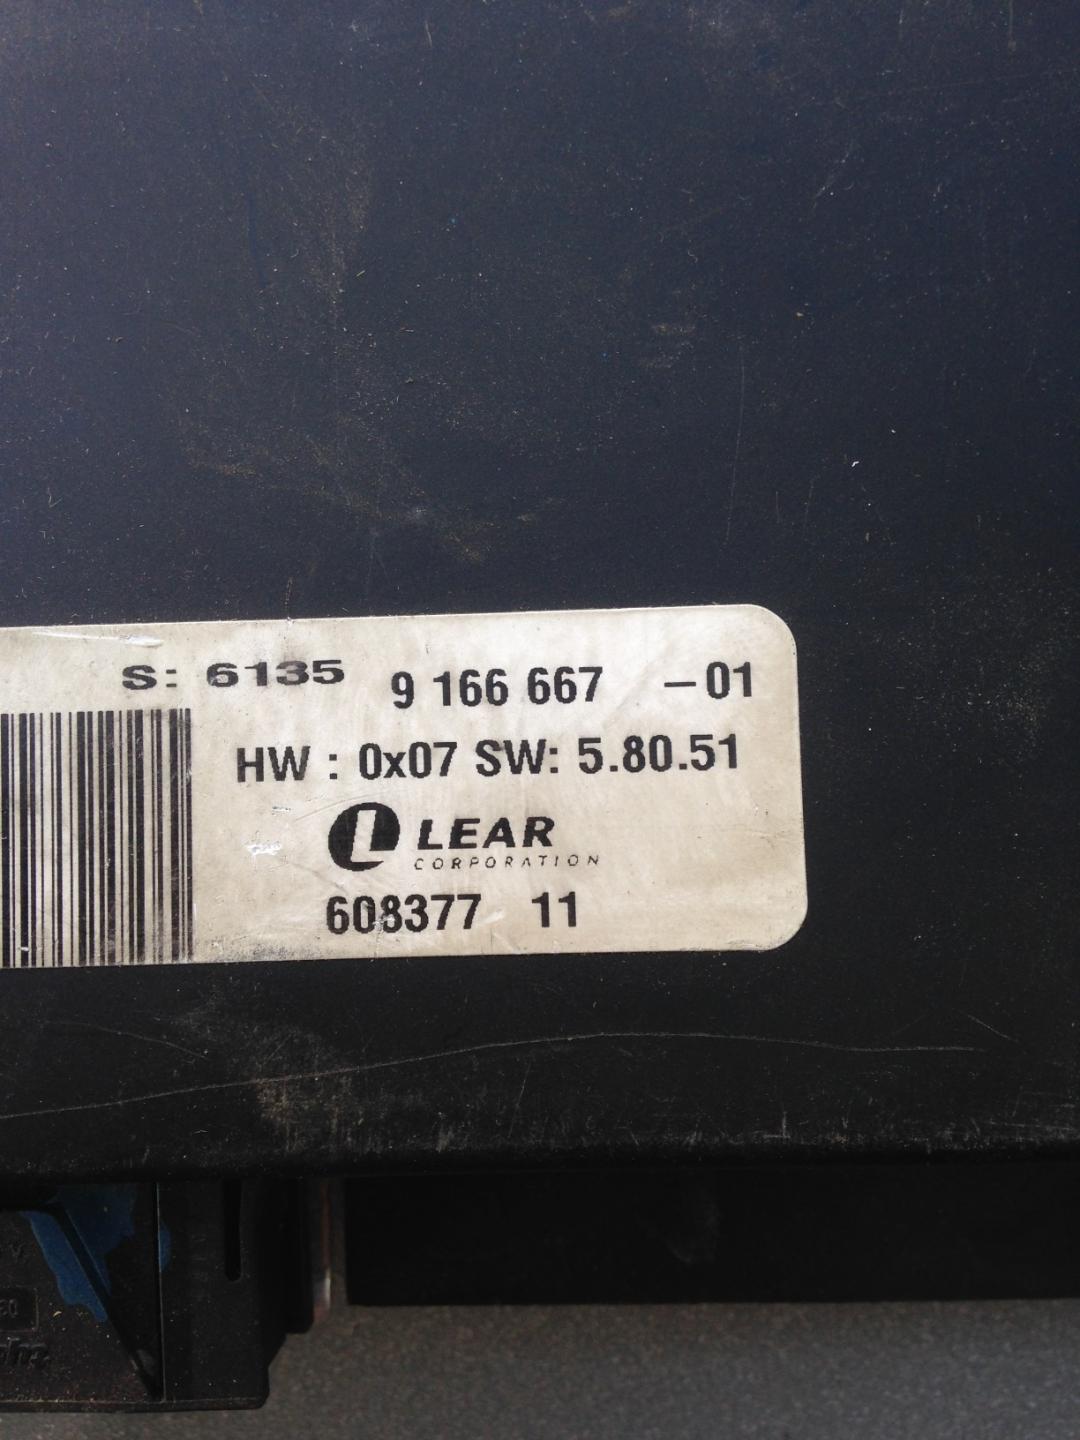 S: 6135 9 166 667 –01
HW : 0x07 SW: 5.80.51
LEAR
CORPORATION
608377 11